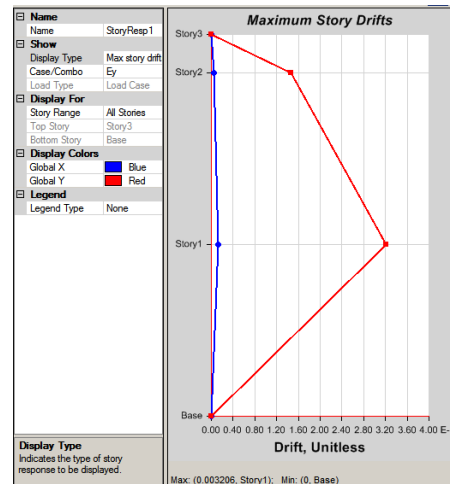 Name
Name StoryResp1
Show
Display Type Max story drift
Case/Combo Ey
Load Type Load Case
Display For
Story Range All Stories
Top Story Story3
Bottom Story Base
Display Colors
Global X Blue
Global Y Red
Legend
Legend Type None
Display Type
Indicates the type of story
response to be displayed.
Maximum Story Drifts
Story3
Story2
Story1
Base
0.00 0.40 0.80 1.20 1.60 2.00 2.40 2.80 3.20 3.60 4.00 E-
Drift, Unitless
Max: (0.003206, Story1); Min: (0, Base)